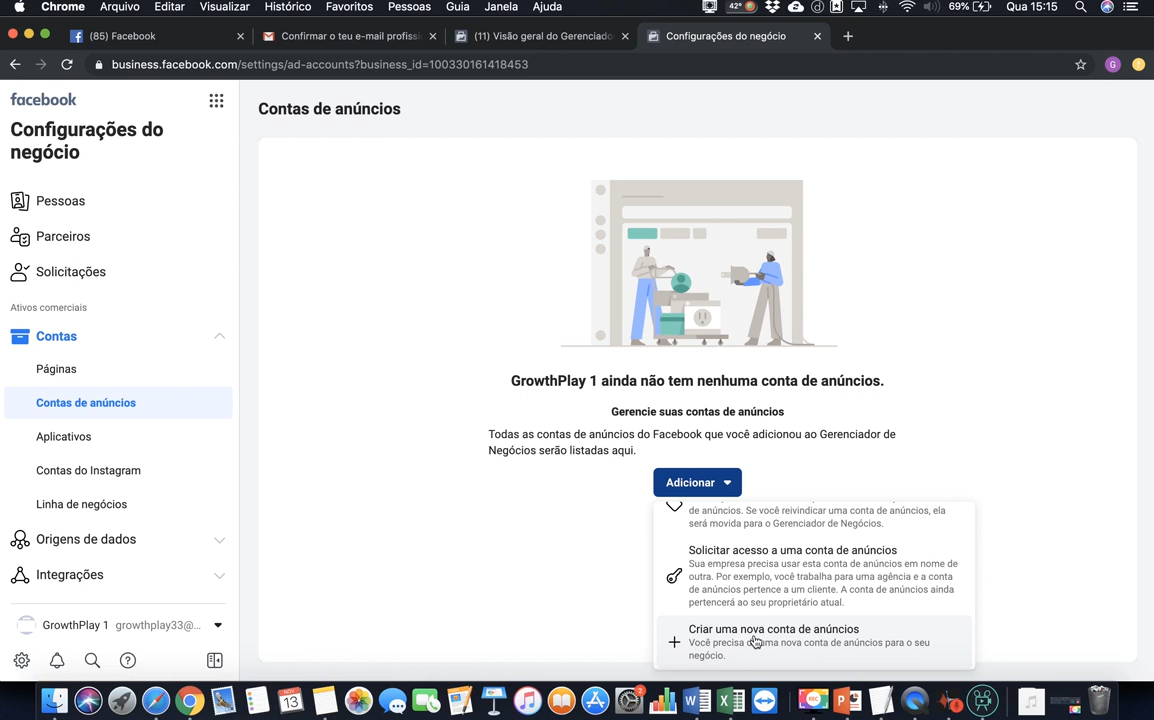 Chrome Arquivo Editar Visualizar Histórico Favoritos Pessoas Guia Janela Ajuda 42° 69% Qua 15:15
(85) Facebook
Confirmar o teu e-mail profiss
(11) Visão geral do Gerenciado
Configurações do negócio
business.facebook.com/settings/ad-accounts?business_id=100330161418453
G
facebook
Configurações do
negócio
Pessoas
Parceiros
Solicitações
Ativos comerciais
Contas
Páginas
Contas de anúncios
Aplicativos
Contas do Instagram
Linha de negócios
Origens de dados
Integrações
GrowthPlay 1 growthplay33@...
Contas de anúncios
GrowthPlay 1 ainda não tem nenhuma conta de anúncios.
Gerencie suas contas de anúncios
Todas as contas de anúncios do Facebook que você adicionou ao Gerenciador de
Negócios serão listadas aqui.
Adicionar
de anúncios. Se você reivindicar uma conta de anúncios, ela
será movida para o Gerenciador de Negócios.
Solicitar acesso a uma conta de anúncios
Sua empresa precisa usar esta conta de anúncios em nome de
outra. Por exemplo, você trabalha para uma agência e a conta
de anúncios pertence a um cliente. A conta de anúncios ainda
pertencerá ao seu proprietário atual.
Criar uma nova conta de anúncios
Você precisa uma nova conta de anúncios para o seu
negócio.
NOV
13
2